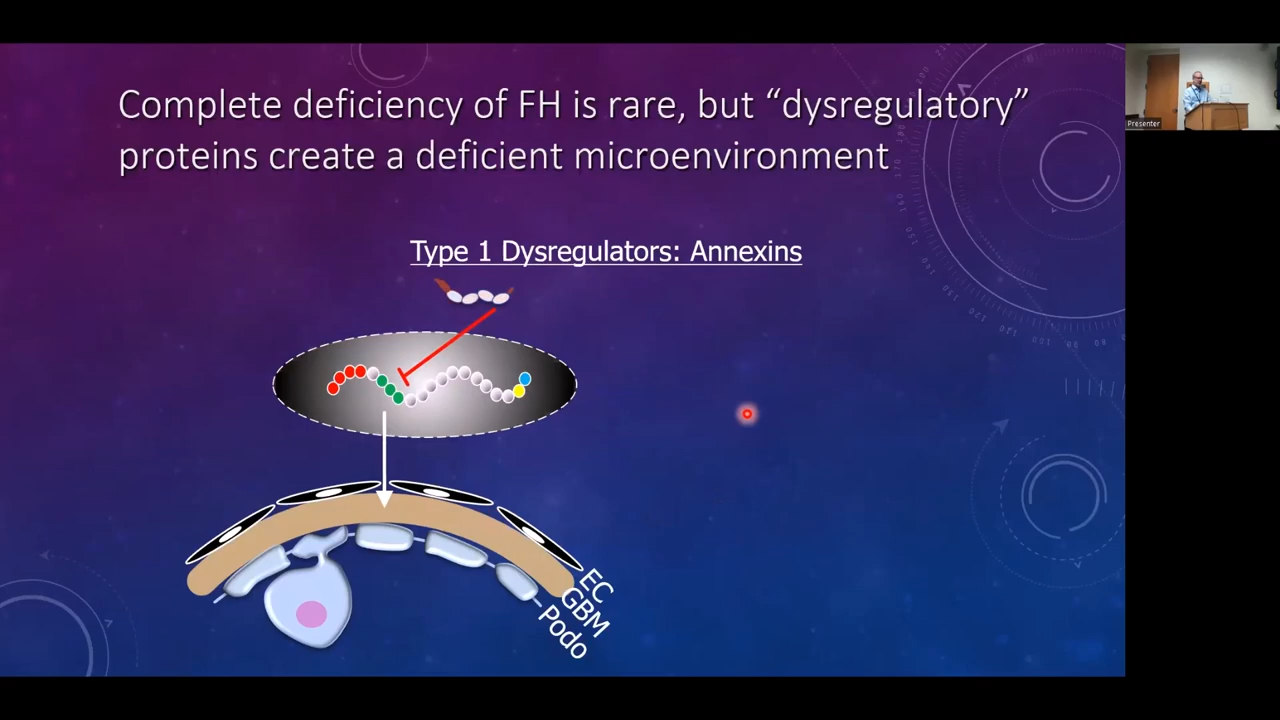 Complete deficiency of FH is rare, but “dysregulatory”
proteins create a deficient microenvironment
Presenter
Type 1 Dysregulators: Annexins
EC
GBM
Podo